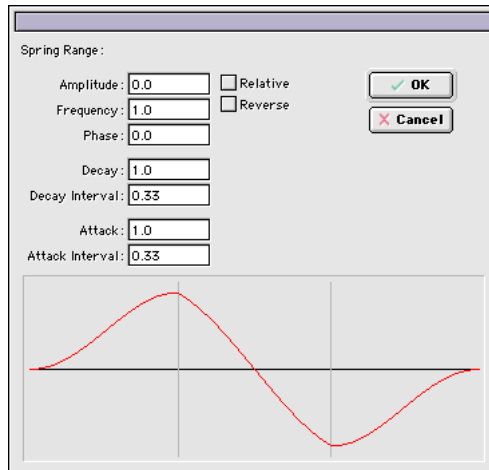 Spring Range:
Amplitude: 0.0 Relative OK
Frequency: 1.0 Reverse
Phase: 0.0 Cancel
Decay: 1.0
Decay Interval: 0.33
Attack: 1.0
Attack Interval: 0.33